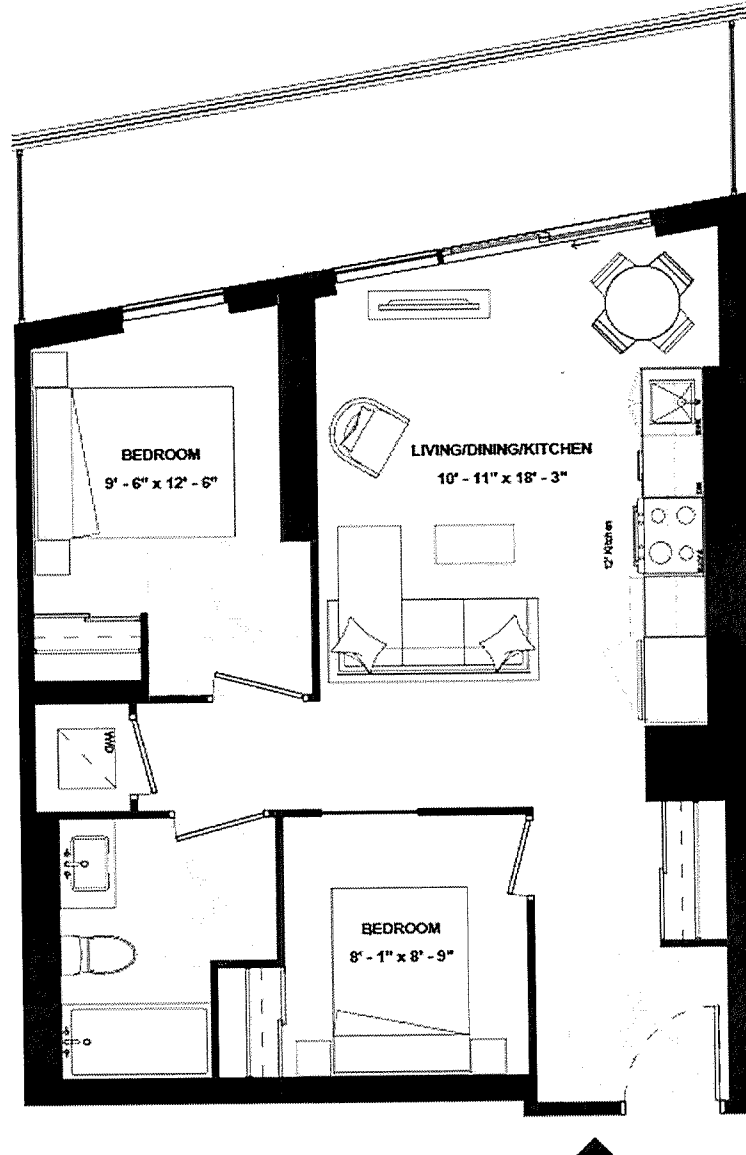 BEDROOM
9' - 6" x 12' - 6"
LIVING/DINING/KITCHEN
10' - 11" x 18' - 3"
12' Kitchen
W/D
BEDROOM
8' - 1" x 8' - 9"